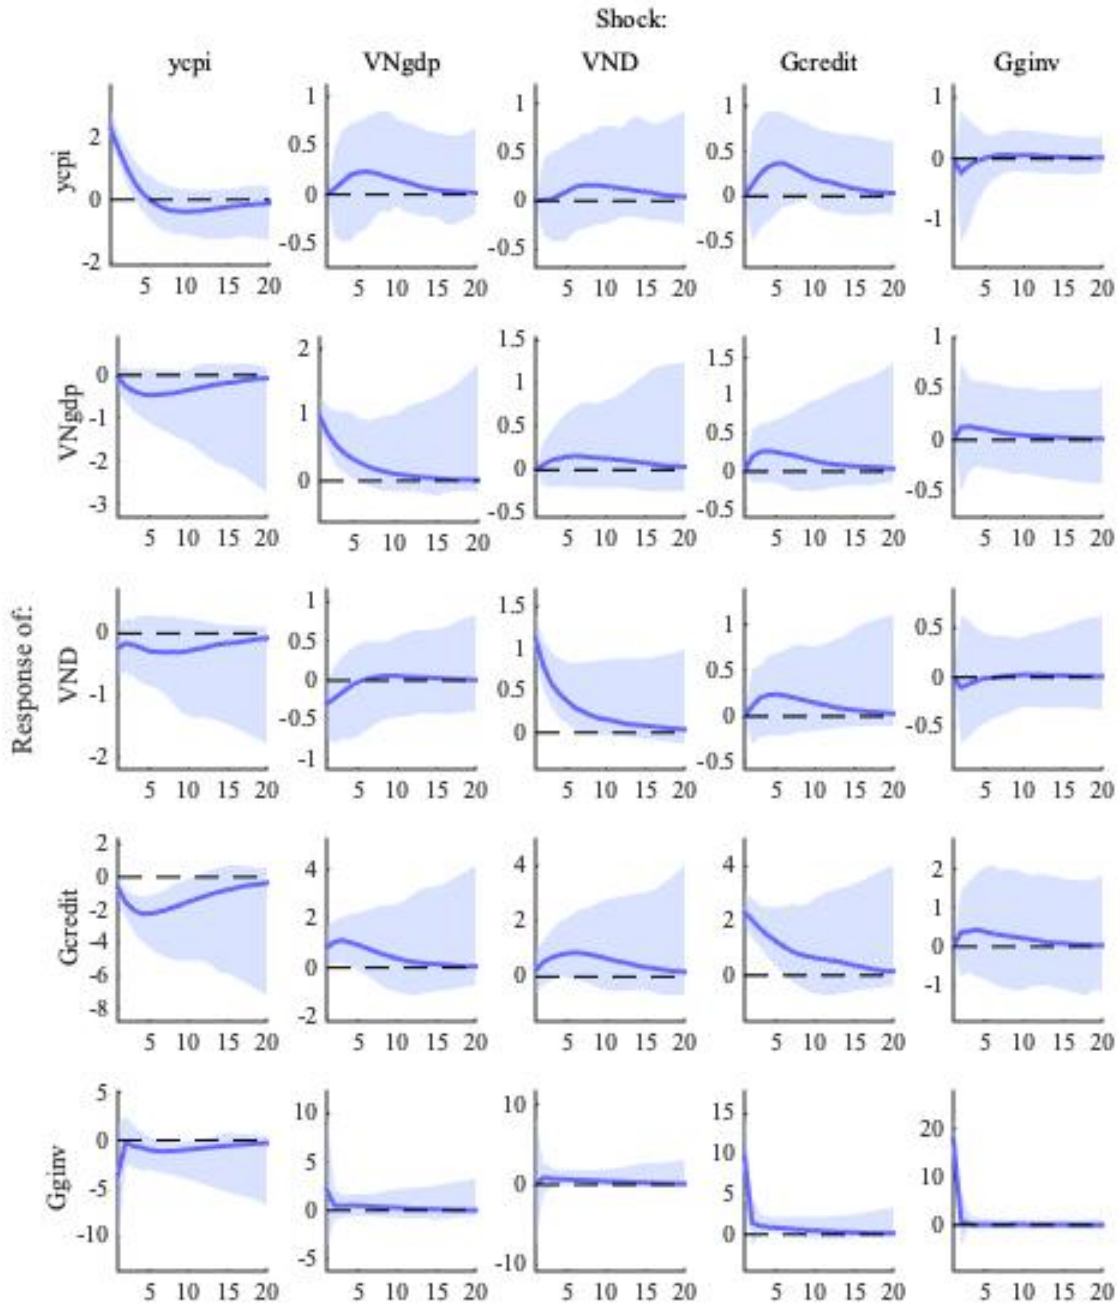 Shock:
ycpi VNgdp VND Gcredit Gginv
Response of:
ycpi
2 0 -2
1 0.5 0 -0.5
1 0.5 0 -0.5
1 0.5 0 -0.5
1 0 -1
5 10 15 20 5 10 15 20 5 10 15 20 5 10 15 20 5 10 15 20
VNgdp
0 -1 -2 -3
2 1 0
1.5 1 0.5 0 -0.5
1.5 1 0.5 0 -0.5
1 0.5 0 -0.5
5 10 15 20 5 10 15 20 5 10 15 20 5 10 15 20 5 10 15 20
VND
0 -1 -2
1 0.5 0 -0.5 -1
1.5 1 0.5 0
1 0.5 0 -0.5
0.5 0 -0.5
5 10 15 20 5 10 15 20 5 10 15 20 5 10 15 20 5 10 15 20
Gcredit
2 0 -2 -4 -6 -8
4 2 0 -2
4 2 0
4 2 0
2 1 0 -1
5 10 15 20 5 10 15 20 5 10 15 20 5 10 15 20 5 10 15 20
Gginv
5 0 -5 -10
10 5 0 -5
10 0 -10
15 10 5 0
20 10 0
5 10 15 20 5 10 15 20 5 10 15 20 5 10 15 20 5 10 15 20